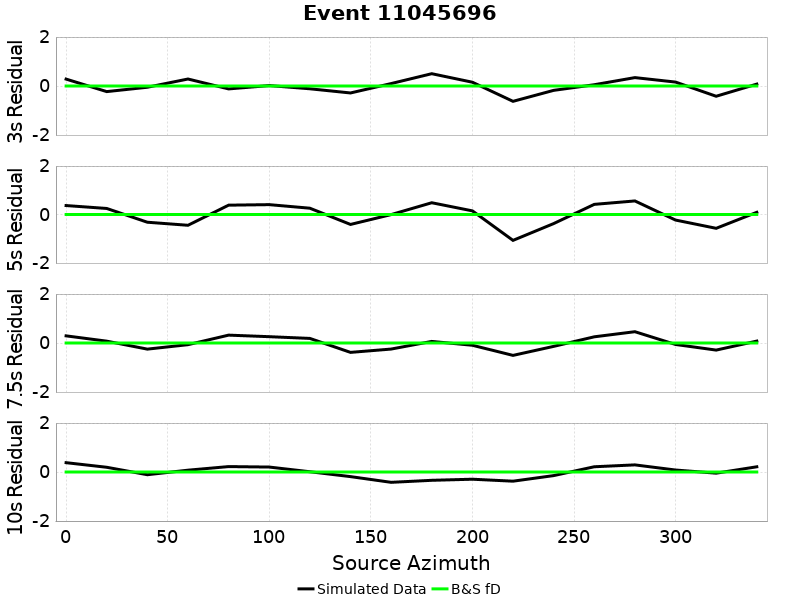 Event 11045696
2
0
-2
3s Residual
2
0
-2
5s Residual
2
0
-2
7.5s Residual
2
0
-2
10s Residual
0 50 100 150 200 250 300
Source Azimuth
Simulated Data B&S fD